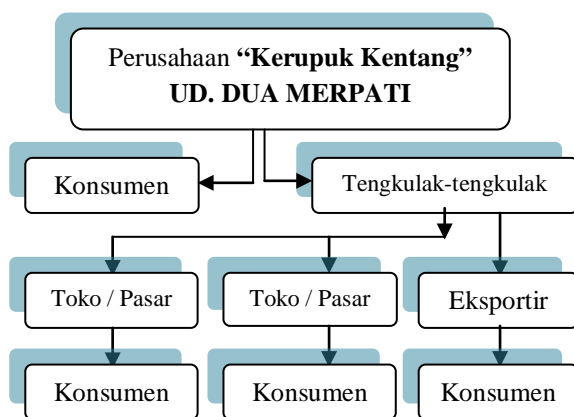 Perusahaan “Kerupuk Kentang”
UD. DUA MERPATI
Konsumen
Tengkulak-tengkulak
Toko / Pasar
Toko / Pasar
Eksportir
Konsumen
Konsumen
Konsumen